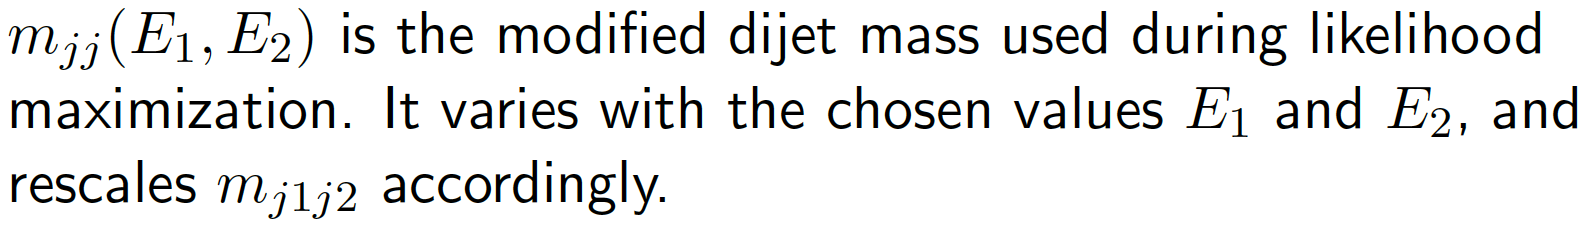 $m_{jj}(E_1, E_2)$ is the modified dijet mass used during likelihood
maximization. It varies with the chosen values $E_1$ and $E_2$, and
rescales $m_{j1j2}$ accordingly.